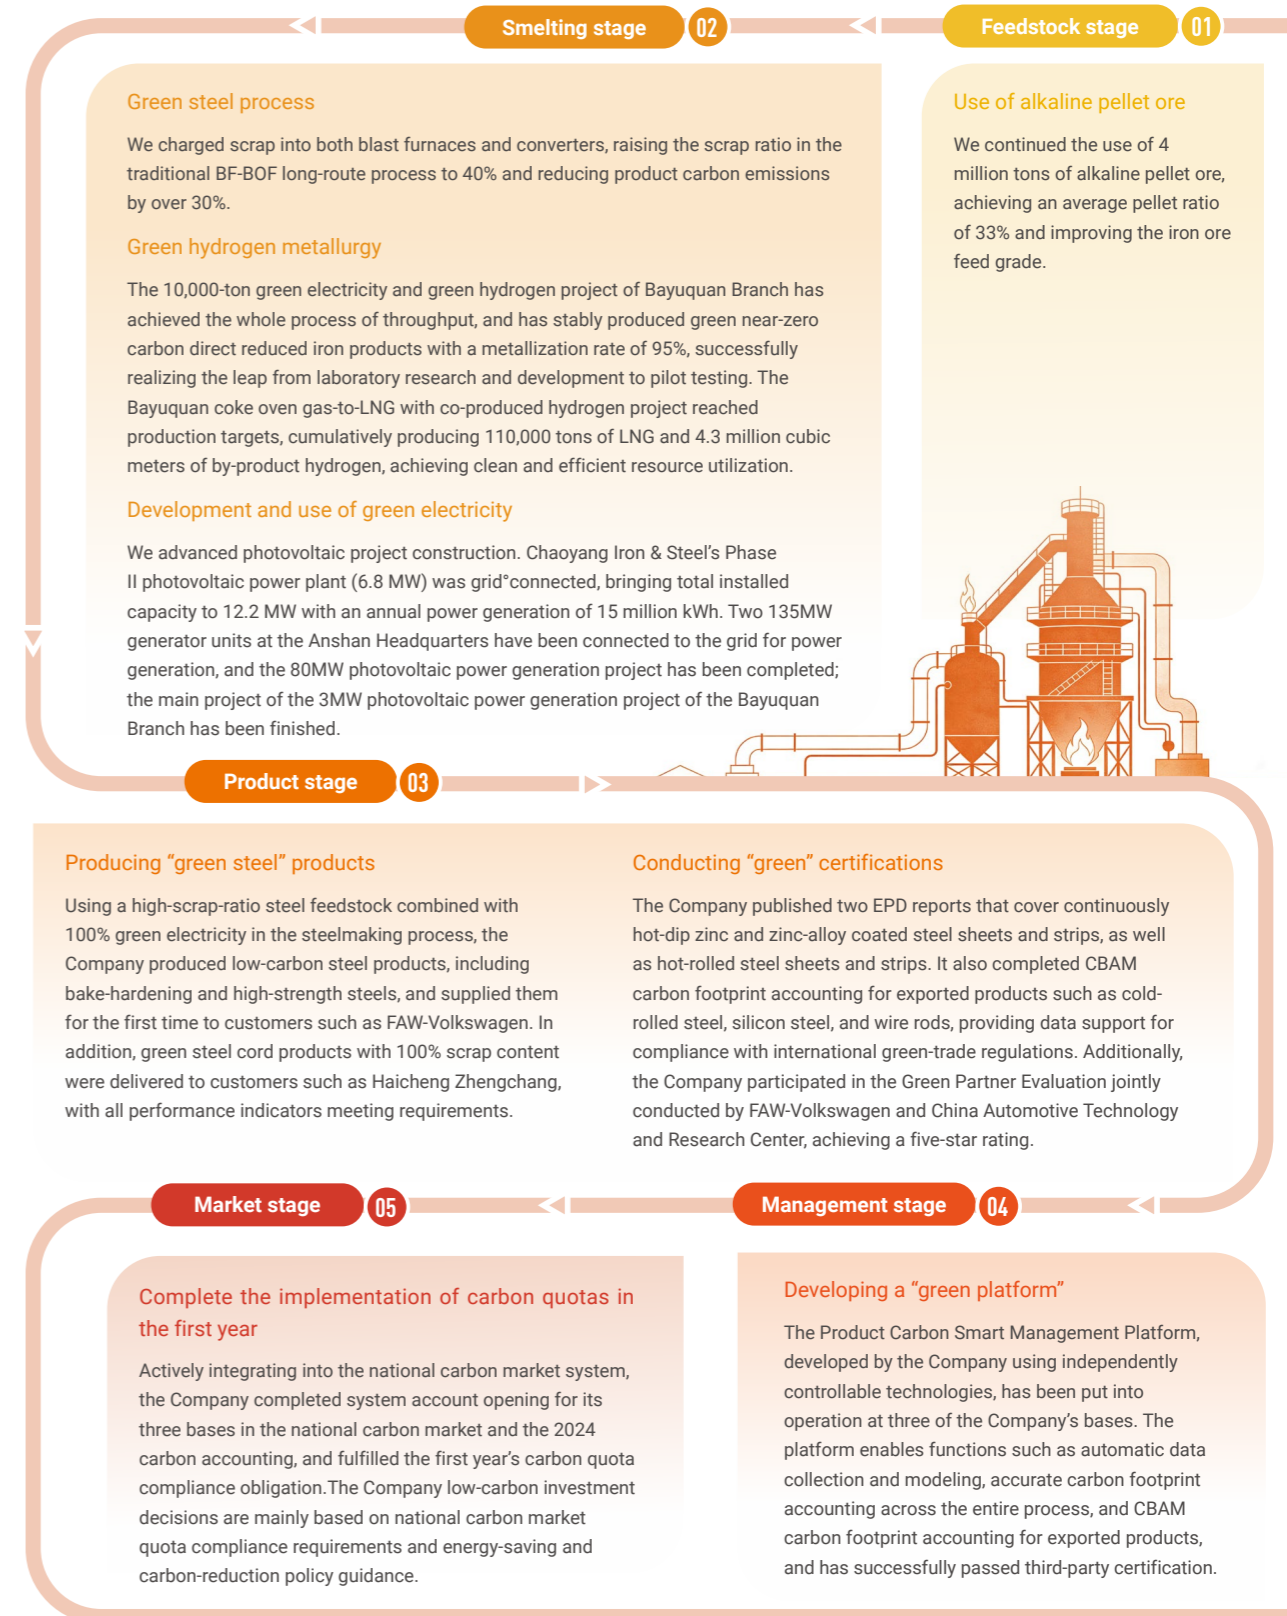 Feedstock stage 01
Use of alkaline pellet ore
We continued the use of 4
million tons of alkaline pellet ore,
achieving an average pellet ratio
of 33% and improving the iron ore
feed grade.
Smelting stage 02
Green steel process
We charged scrap into both blast furnaces and converters, raising the scrap ratio in the
traditional BF-BOF long-route process to 40% and reducing product carbon emissions
by over 30%.
Green hydrogen metallurgy
The 10,000-ton green electricity and green hydrogen project of Bayuquan Branch has
achieved the whole process of throughput, and has stably produced green near-zero
carbon direct reduced iron products with a metallization rate of 95%, successfully
realizing the leap from laboratory research and development to pilot testing. The
Bayuquan coke oven gas-to-LNG with co-produced hydrogen project reached
production targets, cumulatively producing 110,000 tons of LNG and 4.3 million cubic
meters of by-product hydrogen, achieving clean and efficient resource utilization.
Development and use of green electricity
We advanced photovoltaic project construction. Chaoyang Iron & Steel's Phase
II photovoltaic power plant (6.8 MW) was grid°connected, bringing total installed
capacity to 12.2 MW with an annual power generation of 15 million kWh. Two 135MW
generator units at the Anshan Headquarters have been connected to the grid for power
generation, and the 80MW photovoltaic power generation project has been completed;
the main project of the 3MW photovoltaic power generation project of the Bayuquan
Branch has been finished.
Product stage 03
Producing “green steel” products
Using a high-scrap-ratio steel feedstock combined with
100% green electricity in the steelmaking process, the
Company produced low-carbon steel products, including
bake-hardening and high-strength steels, and supplied them
for the first time to customers such as FAW-Volkswagen. In
addition, green steel cord products with 100% scrap content
were delivered to customers such as Haicheng Zhengchang,
with all performance indicators meeting requirements.
Conducting “green” certifications
The Company published two EPD reports that cover continuously
hot-dip zinc and zinc-alloy coated steel sheets and strips, as well
as hot-rolled steel sheets and strips. It also completed CBAM
carbon footprint accounting for exported products such as cold-
rolled steel, silicon steel, and wire rods, providing data support for
compliance with international green-trade regulations. Additionally,
the Company participated in the Green Partner Evaluation jointly
conducted by FAW-Volkswagen and China Automotive Technology
and Research Center, achieving a five-star rating.
Management stage 04
Developing a “green platform”
The Product Carbon Smart Management Platform,
developed by the Company using independently
controllable technologies, has been put into
operation at three of the Company's bases. The
platform enables functions such as automatic data
collection and modeling, accurate carbon footprint
accounting across the entire process, and CBAM
carbon footprint accounting for exported products,
and has successfully passed third-party certification.
Market stage 05
Complete the implementation of carbon quotas in
the first year
Actively integrating into the national carbon market system,
the Company completed system account opening for its
three bases in the national carbon market and the 2024
carbon accounting, and fulfilled the first year's carbon quota
compliance obligation.The Company low-carbon investment
decisions are mainly based on national carbon market
quota compliance requirements and energy-saving and
carbon-reduction policy guidance.